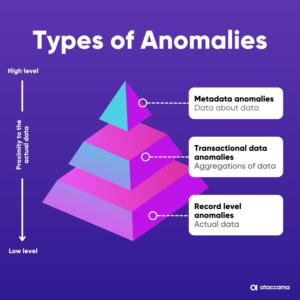 Types of Anomalies
High level
Metadata anomalies
Data about data
Proximity to the
actual data
Transactional data
anomalies
Aggregations of data
Record level
anomalies
Actual data
Low level
ataccama